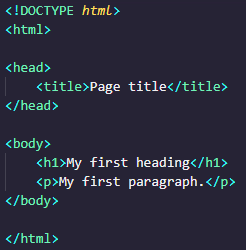 <!DOCTYPE html>
<html>
<head>
<title>Page title</title>
</head>
<body>
<h1>My first heading</h1>
<p>My first paragraph.</p>
</body>
</html>